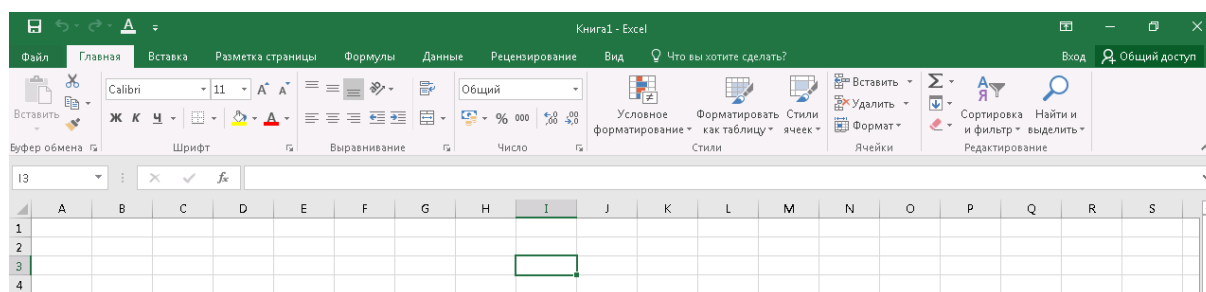 А Книга1 - Excel
Файл Главная Вставка Разметка страницы Формулы Данные Рецензирование Вид Что вы хотите сделать? Вход Общий доступ
Вставить
Calibri 11 А А
Ж К Ч А
Общий
% 000 ,00 ,00
Условное форматирование
Форматировать как таблицу
Стили ячеек
Вставить
Удалить
Формат
Σ
Сортировка и фильтр
Найти и выделить
Буфер обмена Шрифт Выравнивание Число Стили Ячейки Редактирование
I3 fx
A B C D E F G H I J K L M N O P Q R S
1
2
3
4